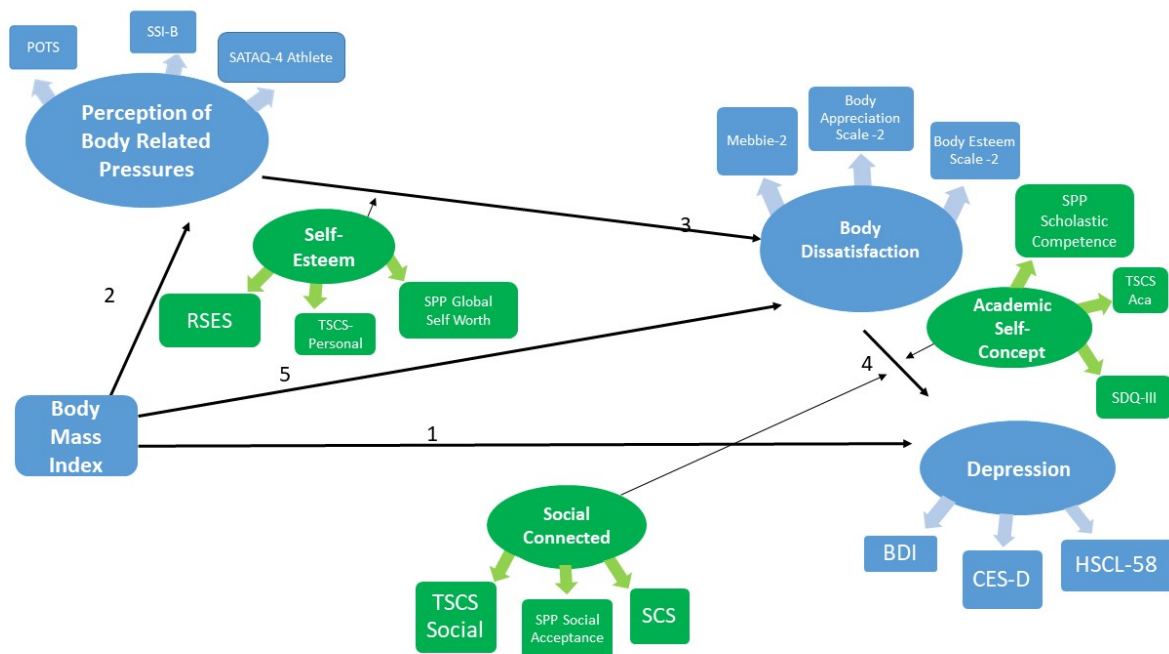 POTS
SSI-B
SATAQ-4 Athlete
Perception of
Body Related
Pressures
Mebbie-2
Body
Appreciation
Scale -2
Body Esteem
Scale -2
Body
Dissatisfaction
3
Self-
Esteem
RSES
TSCS-
Personal
SPP Global
Self Worth
SPP
Scholastic
Competence
TSCS
Aca
Academic
Self-
Concept
SDQ-III
2
5
4
Body
Mass
Index
1
Depression
BDI
CES-D
HSCL-58
Social
Connected
TSCS
Social
SPP Social
Acceptance
SCS